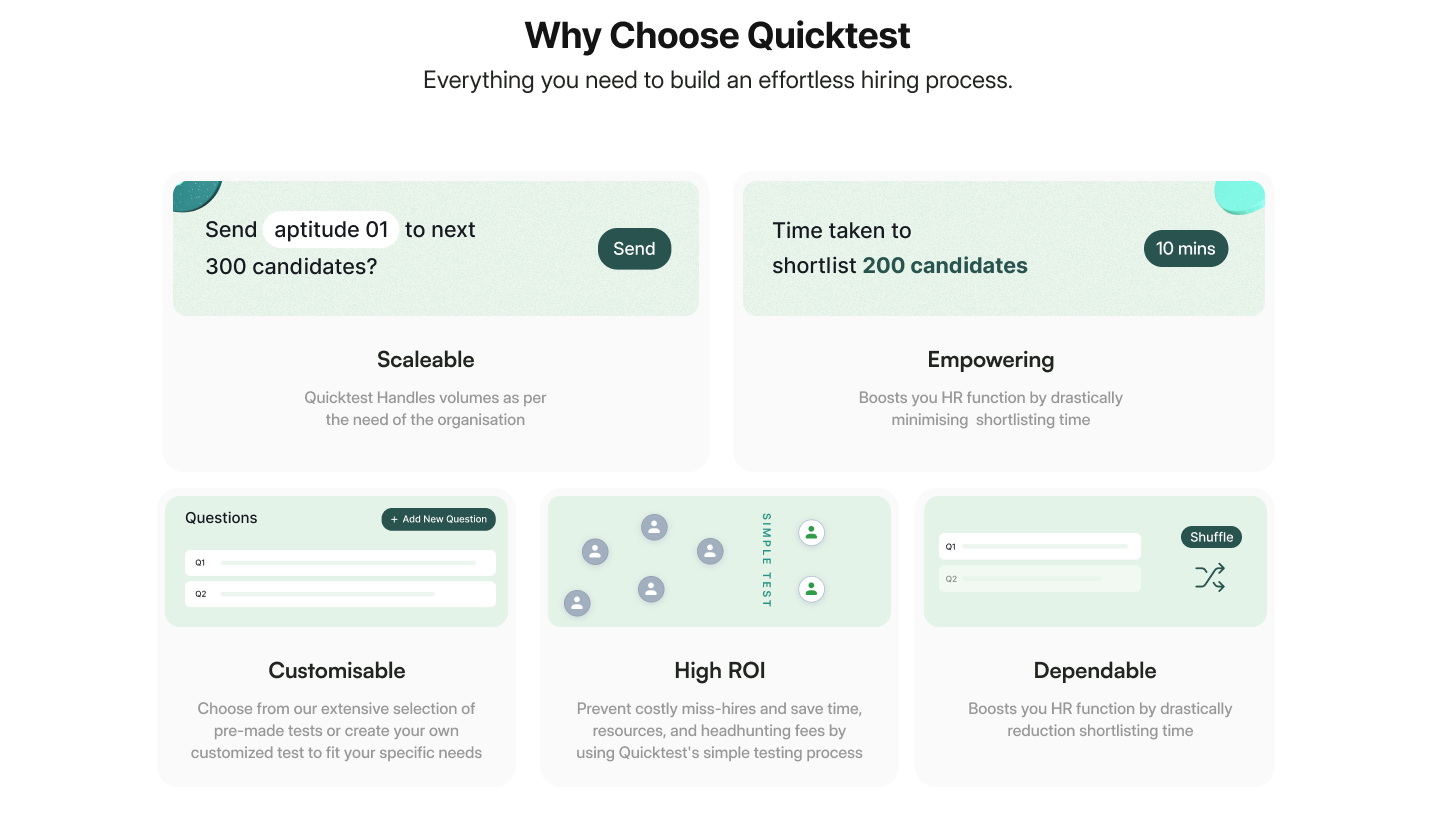 Why Choose Quicktest
Everything you need to build an effortless hiring process.
Send aptitude 01 to next
300 candidates?
Send
Time taken to
shortlist 200 candidates
10 mins
Scaleable
Quicktest Handles volumes as per
the need of the organisation
Empowering
Boosts you HR function by drastically
minimising  shortlisting time
Questions
+ Add New Question
Q1
Q2
SIMPLE TEST
Q1
Q2
Shuffle
Customisable
Choose from our extensive selection of
pre-made tests or create your own
customized test to fit your specific needs
High ROI
Prevent costly miss-hires and save time,
resources, and headhunting fees by
using Quicktest's simple testing process
Dependable
Boosts you HR function by drastically
reduction shortlisting time